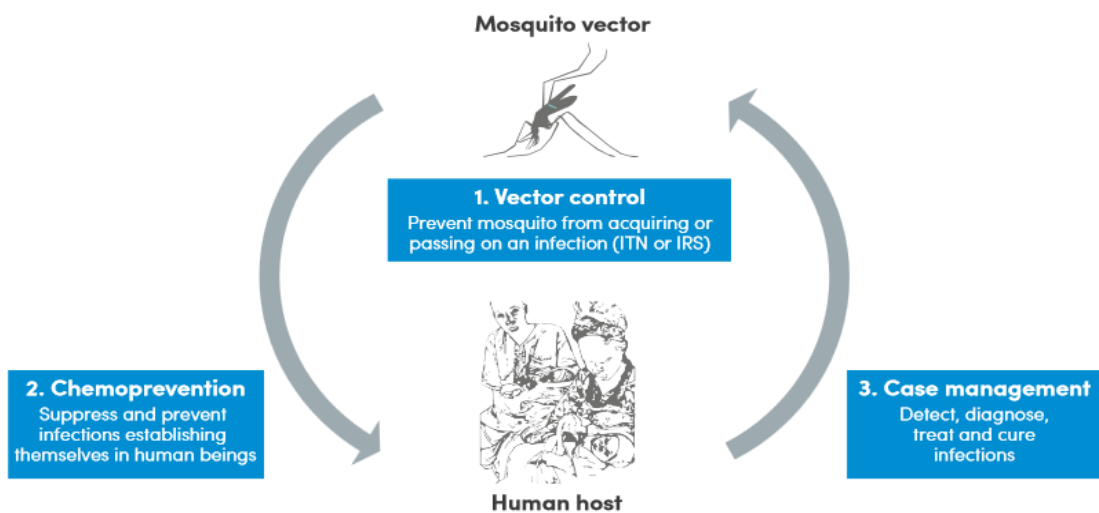 Mosquito vector
1. Vector control
Prevent mosquito from acquiring or
passing on an infection (ITN or IRS)
2. Chemoprevention
Suppress and prevent
infections establishing
themselves in human beings
3. Case management
Detect, diagnose,
treat and cure
infections
Human host